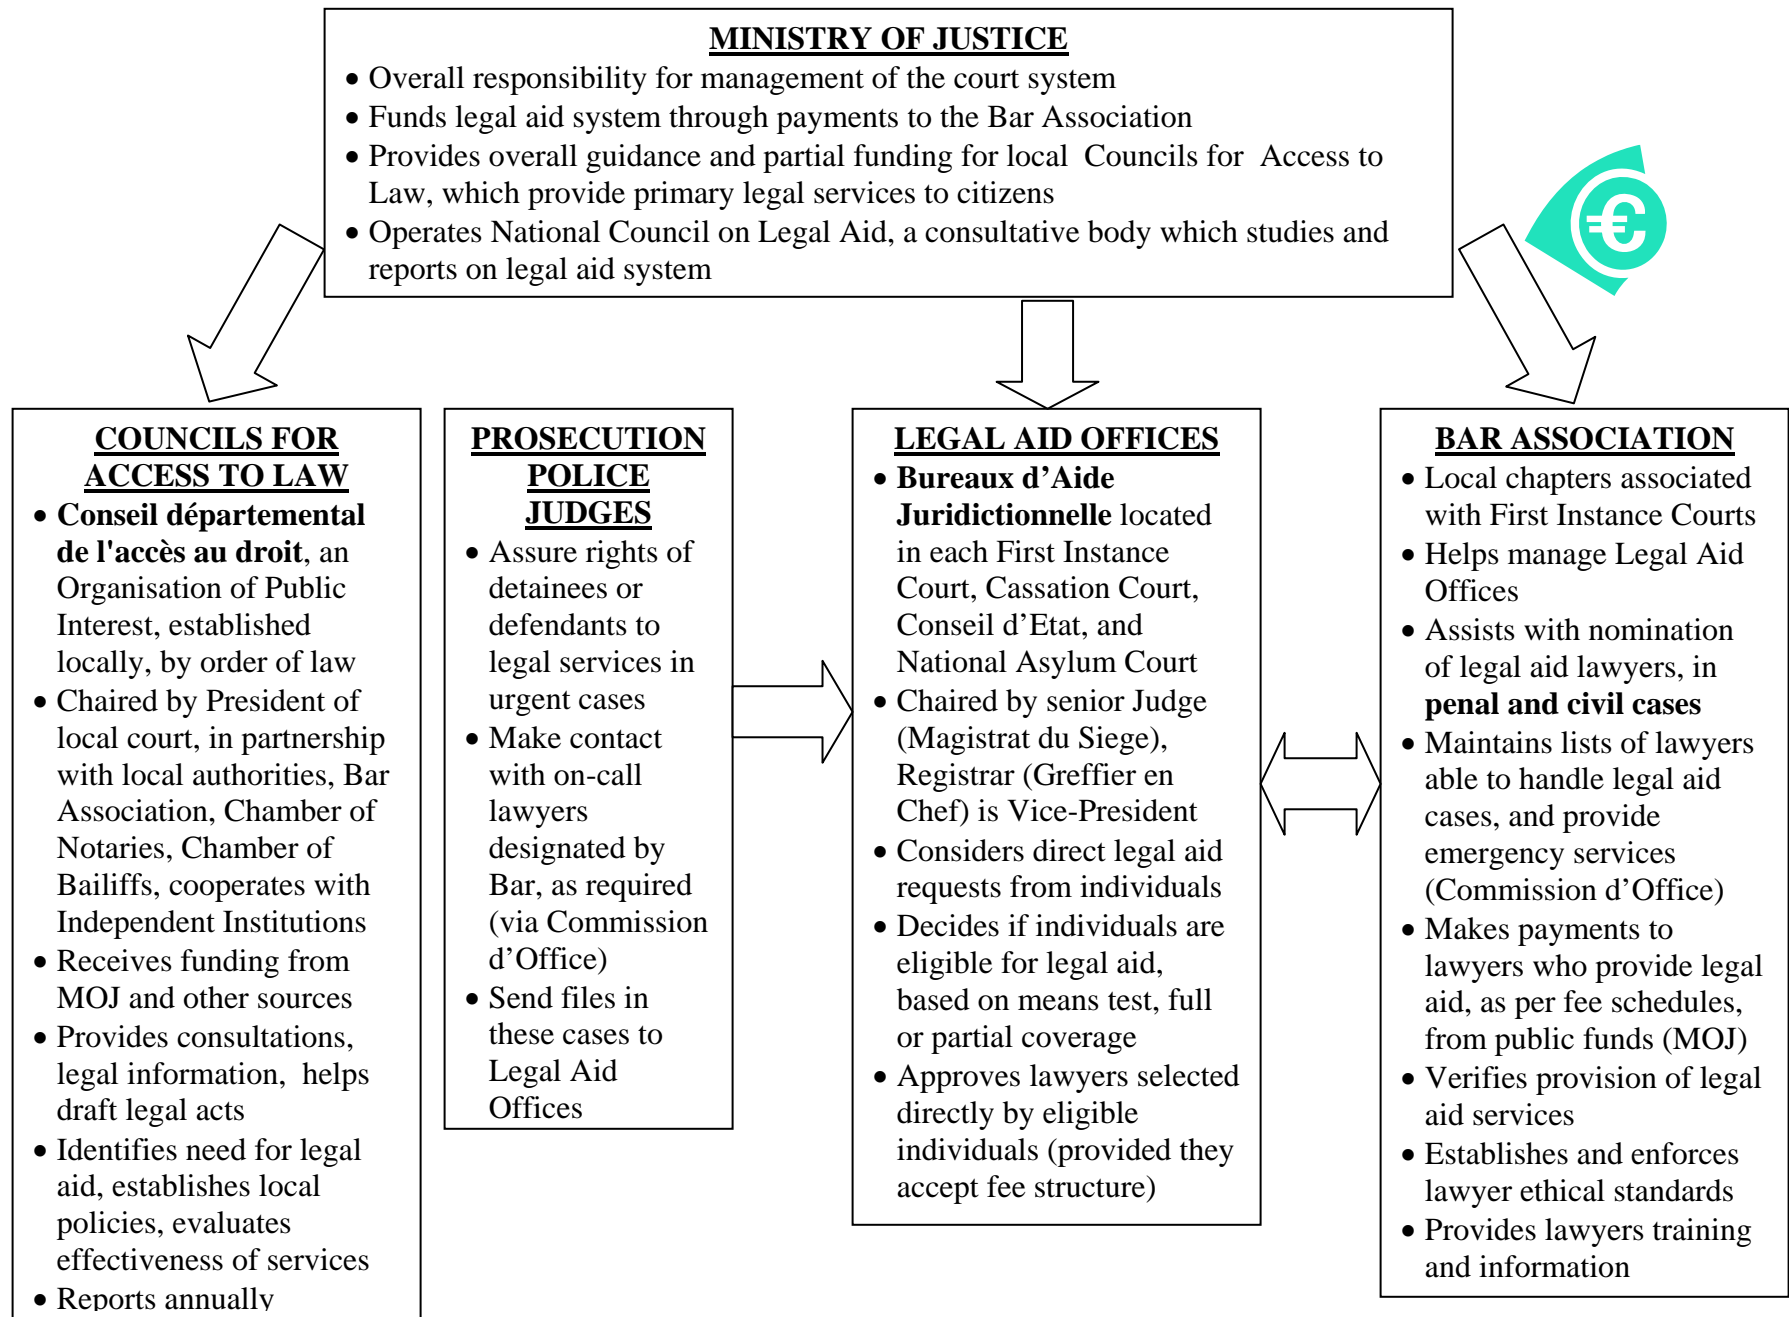 MINISTRY OF JUSTICE
• Overall responsibility for management of the court system
• Funds legal aid system through payments to the Bar Association
• Provides overall guidance and partial funding for local Councils for Access to
Law, which provide primary legal services to citizens
• Operates National Council on Legal Aid, a consultative body which studies and
reports on legal aid system
€
COUNCILS FOR
ACCESS TO LAW
• Conseil départemental
de l'accès au droit, an
Organisation of Public
Interest, established
locally, by order of law
• Chaired by President of
local court, in partnership
with local authorities, Bar
Association, Chamber of
Notaries, Chamber of
Bailiffs, cooperates with
Independent Institutions
• Receives funding from
MOJ and other sources
• Provides consultations,
legal information, helps
draft legal acts
• Identifies need for legal
aid, establishes local
policies, evaluates
effectiveness of services
• Reports annually
PROSECUTION
POLICE
JUDGES
• Assure rights of
detainees or
defendants to
legal services in
urgent cases
• Make contact
with on-call
lawyers
designated by
Bar, as required
(via Commission
d’Office)
• Send files in
these cases to
Legal Aid
Offices
LEGAL AID OFFICES
• Bureaux d’Aide
Juridictionnelle located
in each First Instance
Court, Cassation Court,
Conseil d’Etat, and
National Asylum Court
• Chaired by senior Judge
(Magistrat du Siege),
Registrar (Greffier en
Chef) is Vice-President
• Considers direct legal aid
requests from individuals
• Decides if individuals are
eligible for legal aid,
based on means test, full
or partial coverage
• Approves lawyers selected
directly by eligible
individuals (provided they
accept fee structure)
BAR ASSOCIATION
• Local chapters associated
with First Instance Courts
• Helps manage Legal Aid
Offices
• Assists with nomination
of legal aid lawyers, in
penal and civil cases
• Maintains lists of lawyers
able to handle legal aid
cases, and provide
emergency services
(Commission d’Office)
• Makes payments to
lawyers who provide legal
aid, as per fee schedules,
from public funds (MOJ)
• Verifies provision of legal
aid services
• Establishes and enforces
lawyer ethical standards
• Provides lawyers training
and information